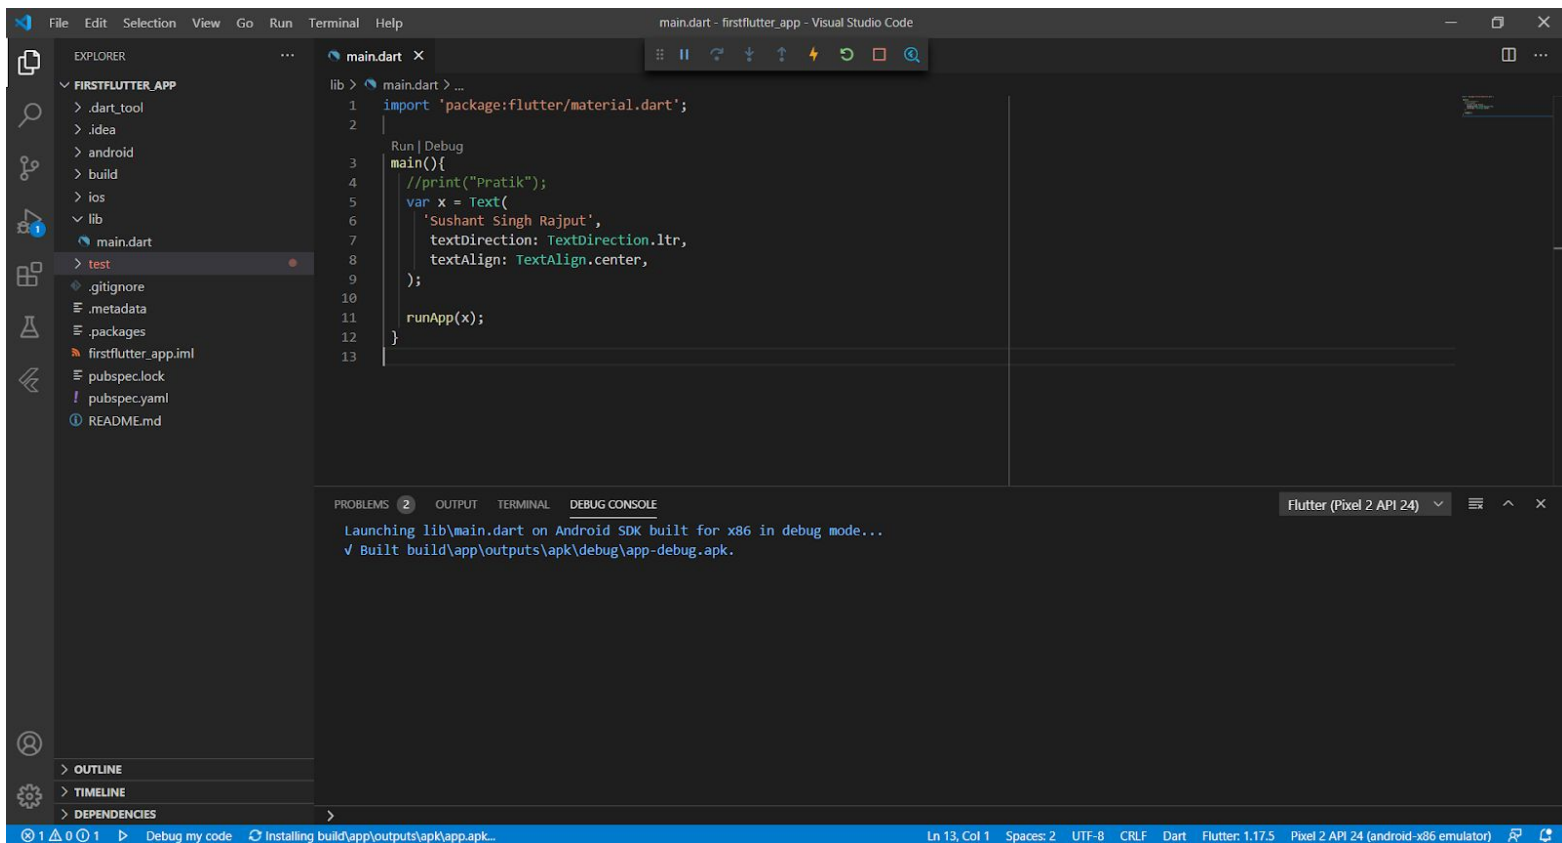 File Edit Selection View Go Run Terminal Help
main.dart - firstflutter_app - Visual Studio Code
EXPLORER
FIRSTFLUTTER_APP
.dart_tool
.idea
android
build
ios
lib
main.dart
test
.gitignore
.metadata
.packages
firstflutter_app.iml
pubspec.lock
pubspec.yaml
README.md
OUTLINE
TIMELINE
DEPENDENCIES
1
main.dart
lib > main.dart > ...
1 import 'package:flutter/material.dart';
2
Run | Debug
3 main(){
4 //print("Pratik");
5 var x = Text(
6 'Sushant Singh Rajput',
7 textDirection: TextDirection.ltr,
8 textAlign: TextAlign.center,
9 );
10
11 runApp(x);
12 }
13
PROBLEMS 2 OUTPUT TERMINAL DEBUG CONSOLE
Flutter (Pixel 2 API 24)
Launching lib\main.dart on Android SDK built for x86 in debug mode...
√ Built build\app\outputs\apk\debug\app-debug.apk.
1 0 1 Debug my code Installing build\app\outputs\apk\app.apk...
Ln 13, Col 1 Spaces: 2 UTF-8 CRLF Dart Flutter: 1.17.5 Pixel 2 API 24 (android-x86 emulator)